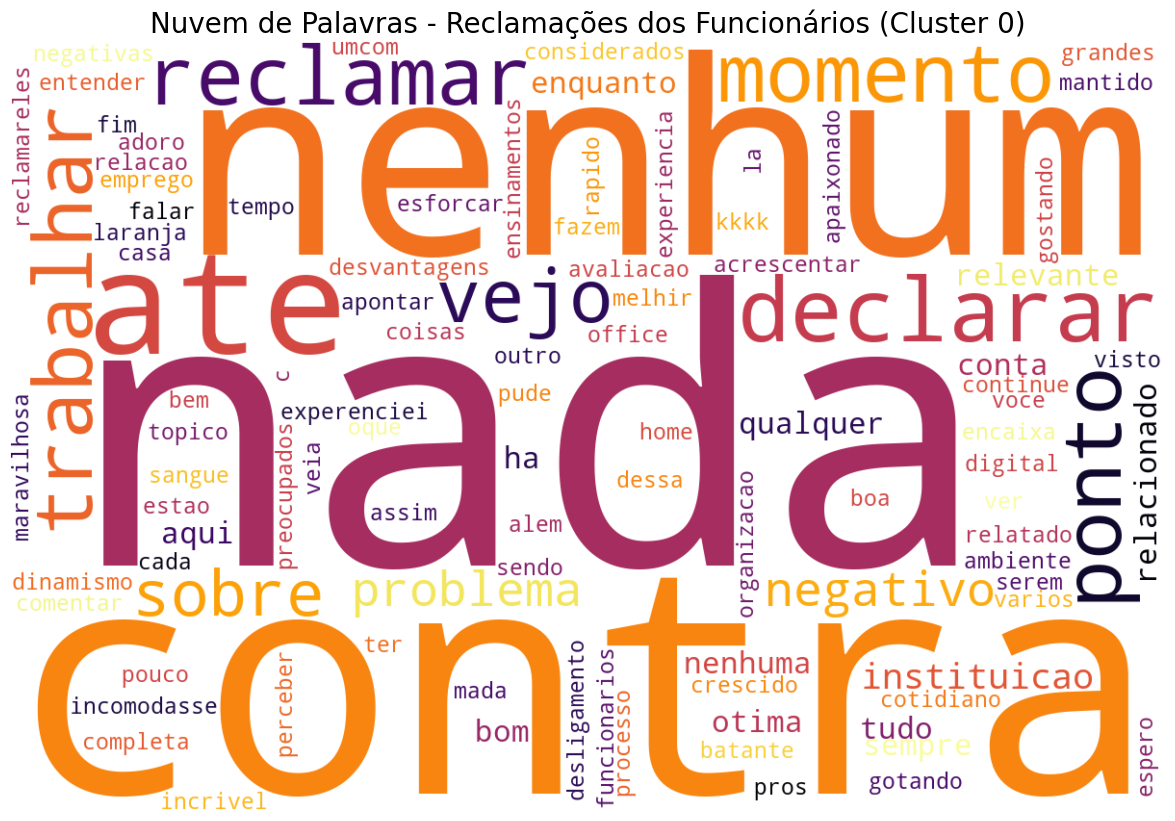 Nuvem de Palavras - Reclamações dos Funcionários (Cluster 0)
negativas
umcom
considerados
grandes
entender
reclamar
enquanto
momento
mantido
reclamareles
fim
adoro
relacao
emprego
falar
laranja
casa
trabalhar
nenhum
tempo
esforcar
ensinamentos
rapido
fazem
experiencia
la
kkkk
apaixonado
gostando
ate
desvantagens
apontar
coisas
vejo
avaliacao
melhir
office
acrescentar
relevante
declarar
outro
conta
visto
continue
voce
c
bem
experenciei
oque
pude
topico
nada
home
qualquer
encaixa
ponto
relacionado
maravilhosa
sangue
preocupados
veia
ha
dessa
digital
estao
assim
boa
ver
aqui
alem
organizacao
relatado
cada
sendo
ambiente
dinamismo
sobre
problema
negativo
serem
comentar
varios
contra
pouco
perceber
ter
desligamento
funcionarios
nenhuma
instituicao
incomodasse
mada
processo
crescido
cotidiano
completa
bom
otima
tudo
batante
sempre
espero
incrivel
pros
gotando